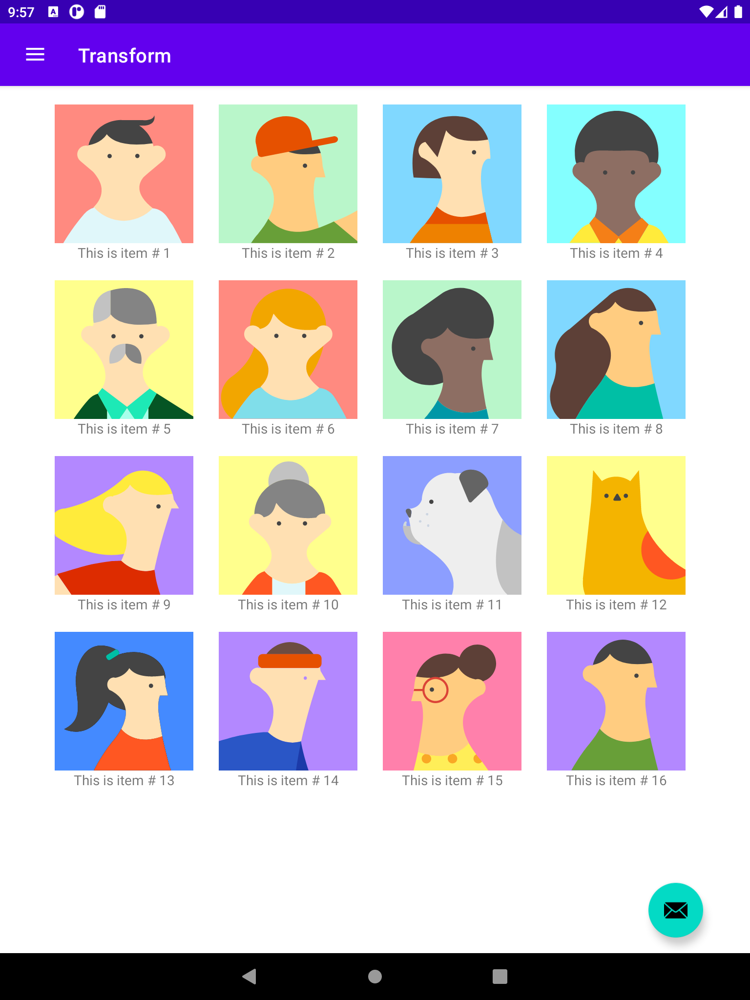 9:57
Transform
This is item # 1
This is item # 2
This is item # 3
This is item # 4
This is item # 5
This is item # 6
This is item # 7
This is item # 8
This is item # 9
This is item # 10
This is item # 11
This is item # 12
This is item # 13
This is item # 14
This is item # 15
This is item # 16